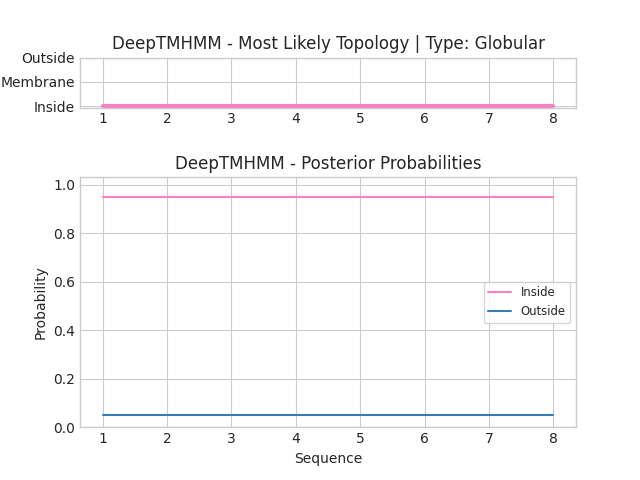 DeepTMHMM - Most Likely Topology | Type: Globular
Outside
Membrane
Inside
1 2 3 4 5 6 7 8
DeepTMHMM - Posterior Probabilities
1.0
0.8
0.6
0.4
0.2
0.0
Probability
Inside
Outside
1 2 3 4 5 6 7 8
Sequence